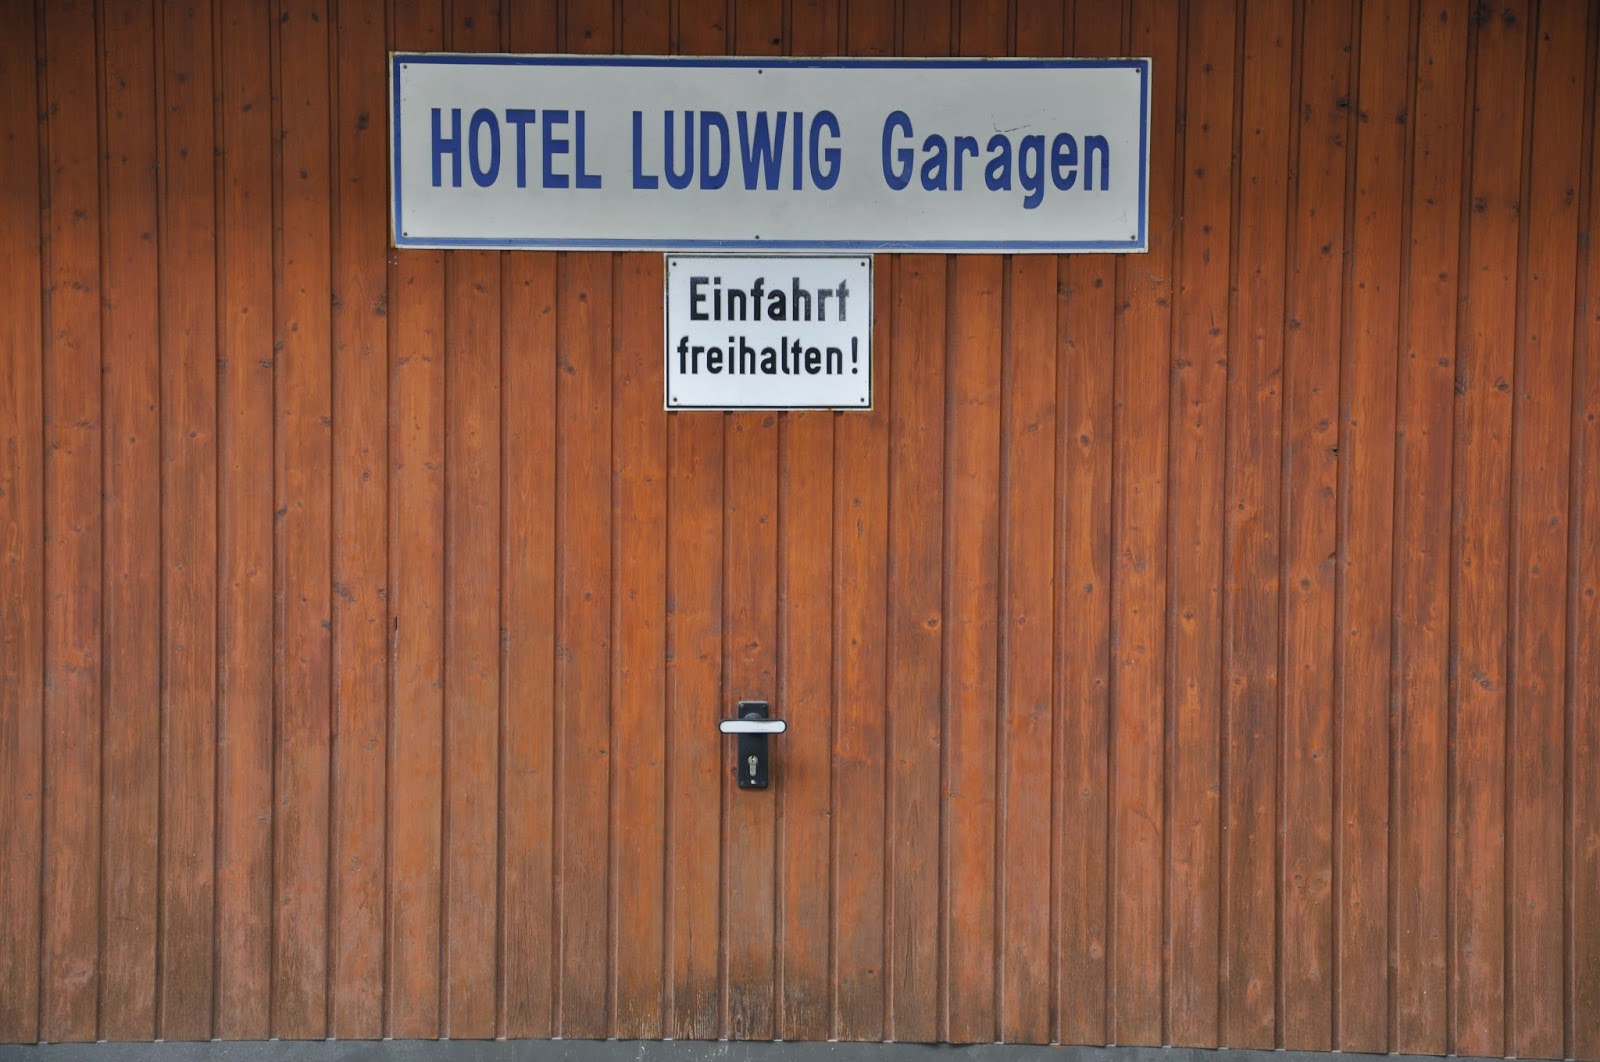 HOTEL LUDWIG Garagen
Einfahrt
freihalten!